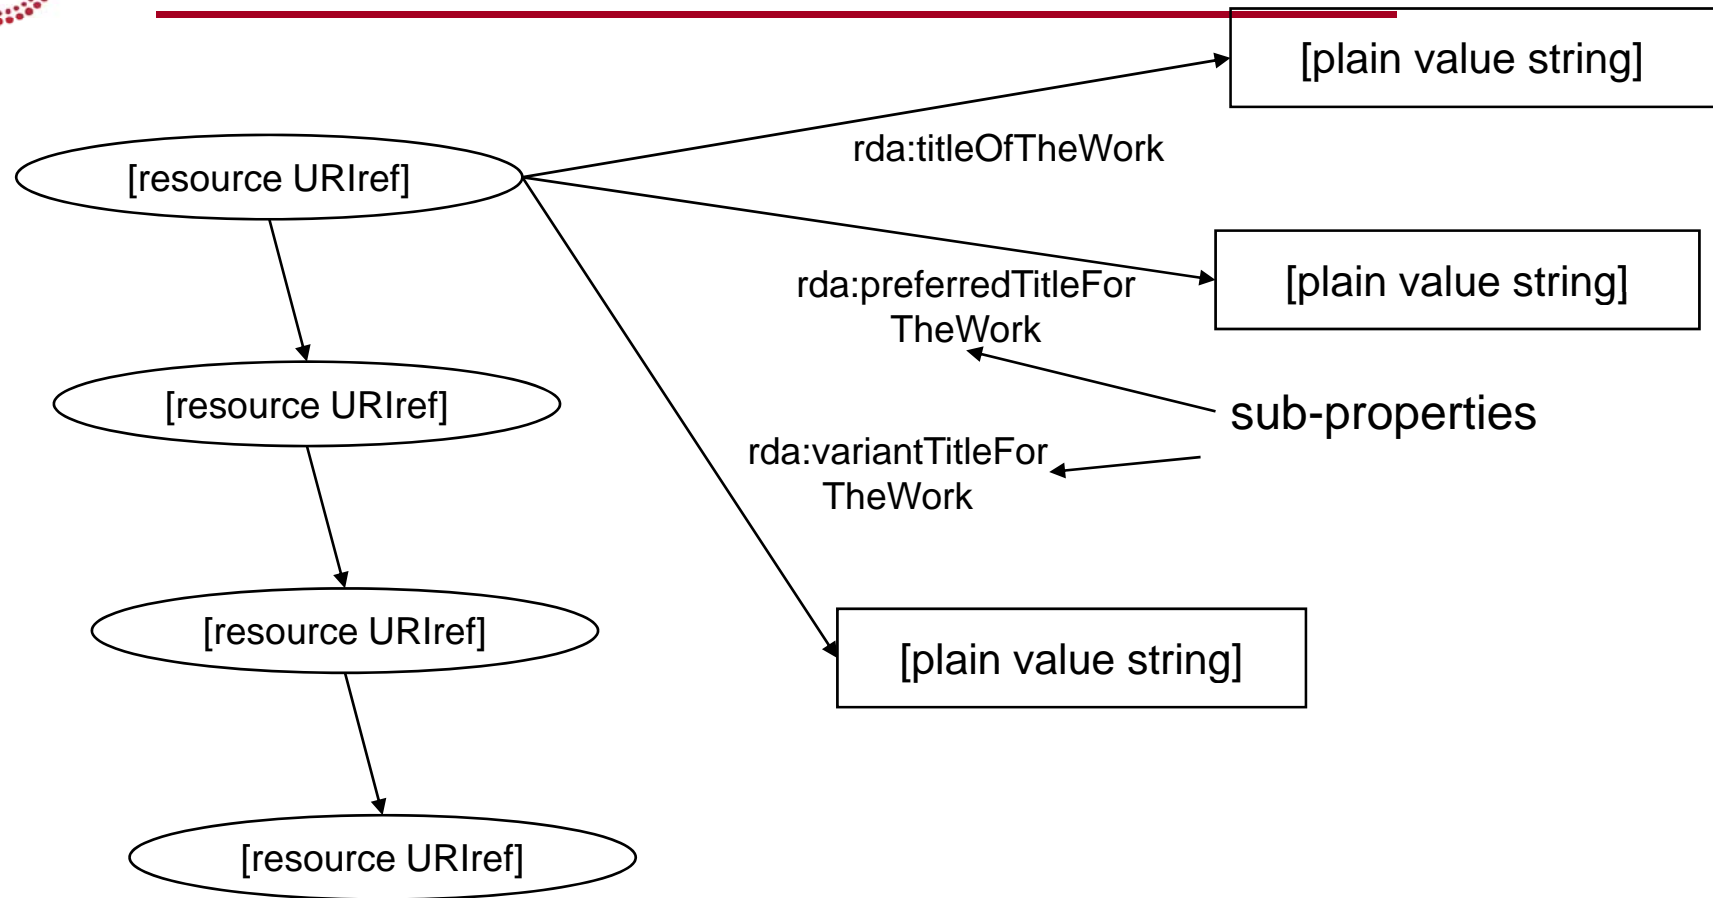 [plain value string]
rda:titleOfTheWork
[resource URIref]
[plain value string]
rda:preferredTitleFor
TheWork
[resource URIref]
sub-properties
rda:variantTitleFor
TheWork
[resource URIref]
[plain value string]
[resource URIref]